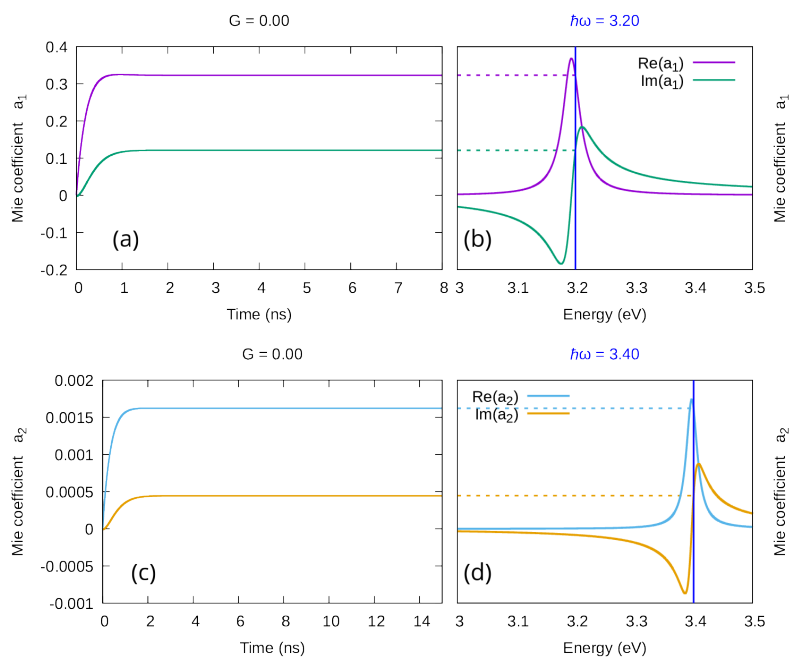 G = 0.00
ħω = 3.20
Mie coefficient a₁
0.4
0.3
0.2
0.1
0
-0.1
-0.2
(a)
0 1 2 3 4 5 6 7 8
Time (ns)
Re(a₁)
Im(a₁)
(b)
3 3.1 3.2 3.3 3.4 3.5
Energy (eV)
Mie coefficient a₁
G = 0.00
ħω = 3.40
Mie coefficient a₂
0.002
0.0015
0.001
0.0005
0
-0.0005
-0.001
(c)
0 2 4 6 8 10 12 14
Time (ns)
Re(a₂)
Im(a₂)
(d)
3 3.1 3.2 3.3 3.4 3.5
Energy (eV)
Mie coefficient a₂